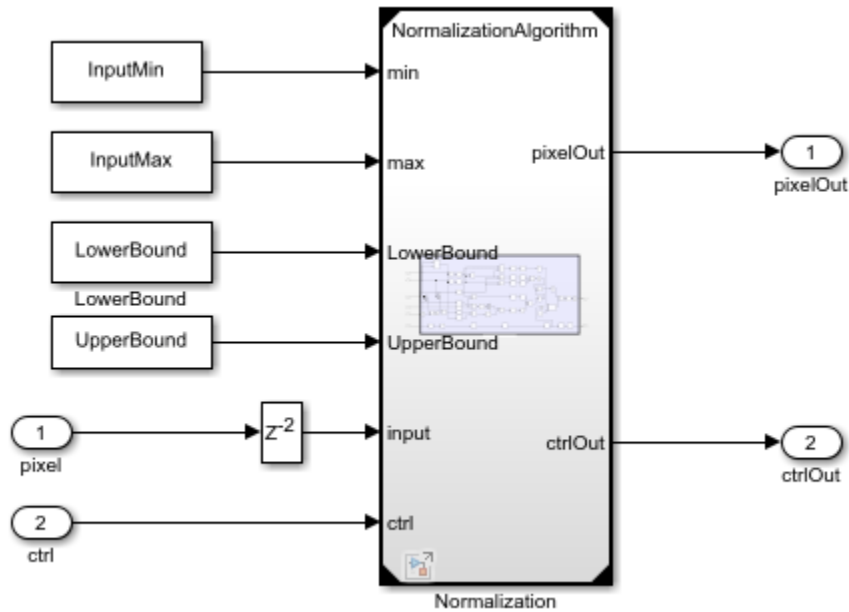 NormalizationAlgorithm
InputMin
min
InputMax
max
pixelOut
1
pixelOut
LowerBound
LowerBound
LowerBound
UpperBound
UpperBound
1
pixel
Z-2
input
ctrlOut
2
ctrlOut
2
ctrl
ctrl
Normalization